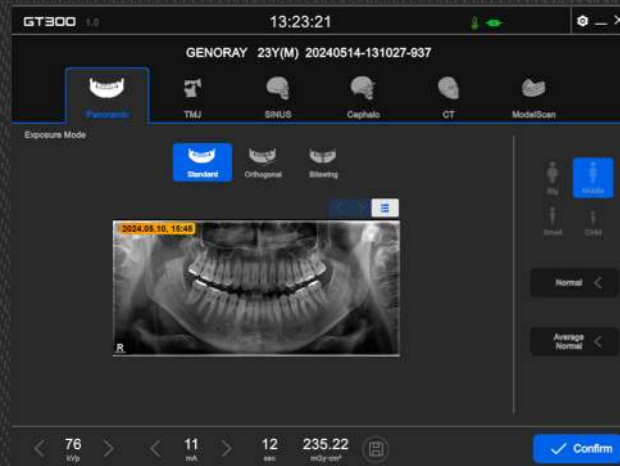 GT300 1.0
13:23:21
GENORAY 23Y(M) 20240514-131027-937
Panoramic
TMJ
SINUS
Cephalo
CT
ModelScan
Exposure Mode
Standard
Orthogonal
Bitewing
Big
Middle
Small
Child
2024.05.10, 15:45
R
Normal
Average
Normal
76
kVp
11
mA
12
sec
235.22
mGy·cm²
Confirm